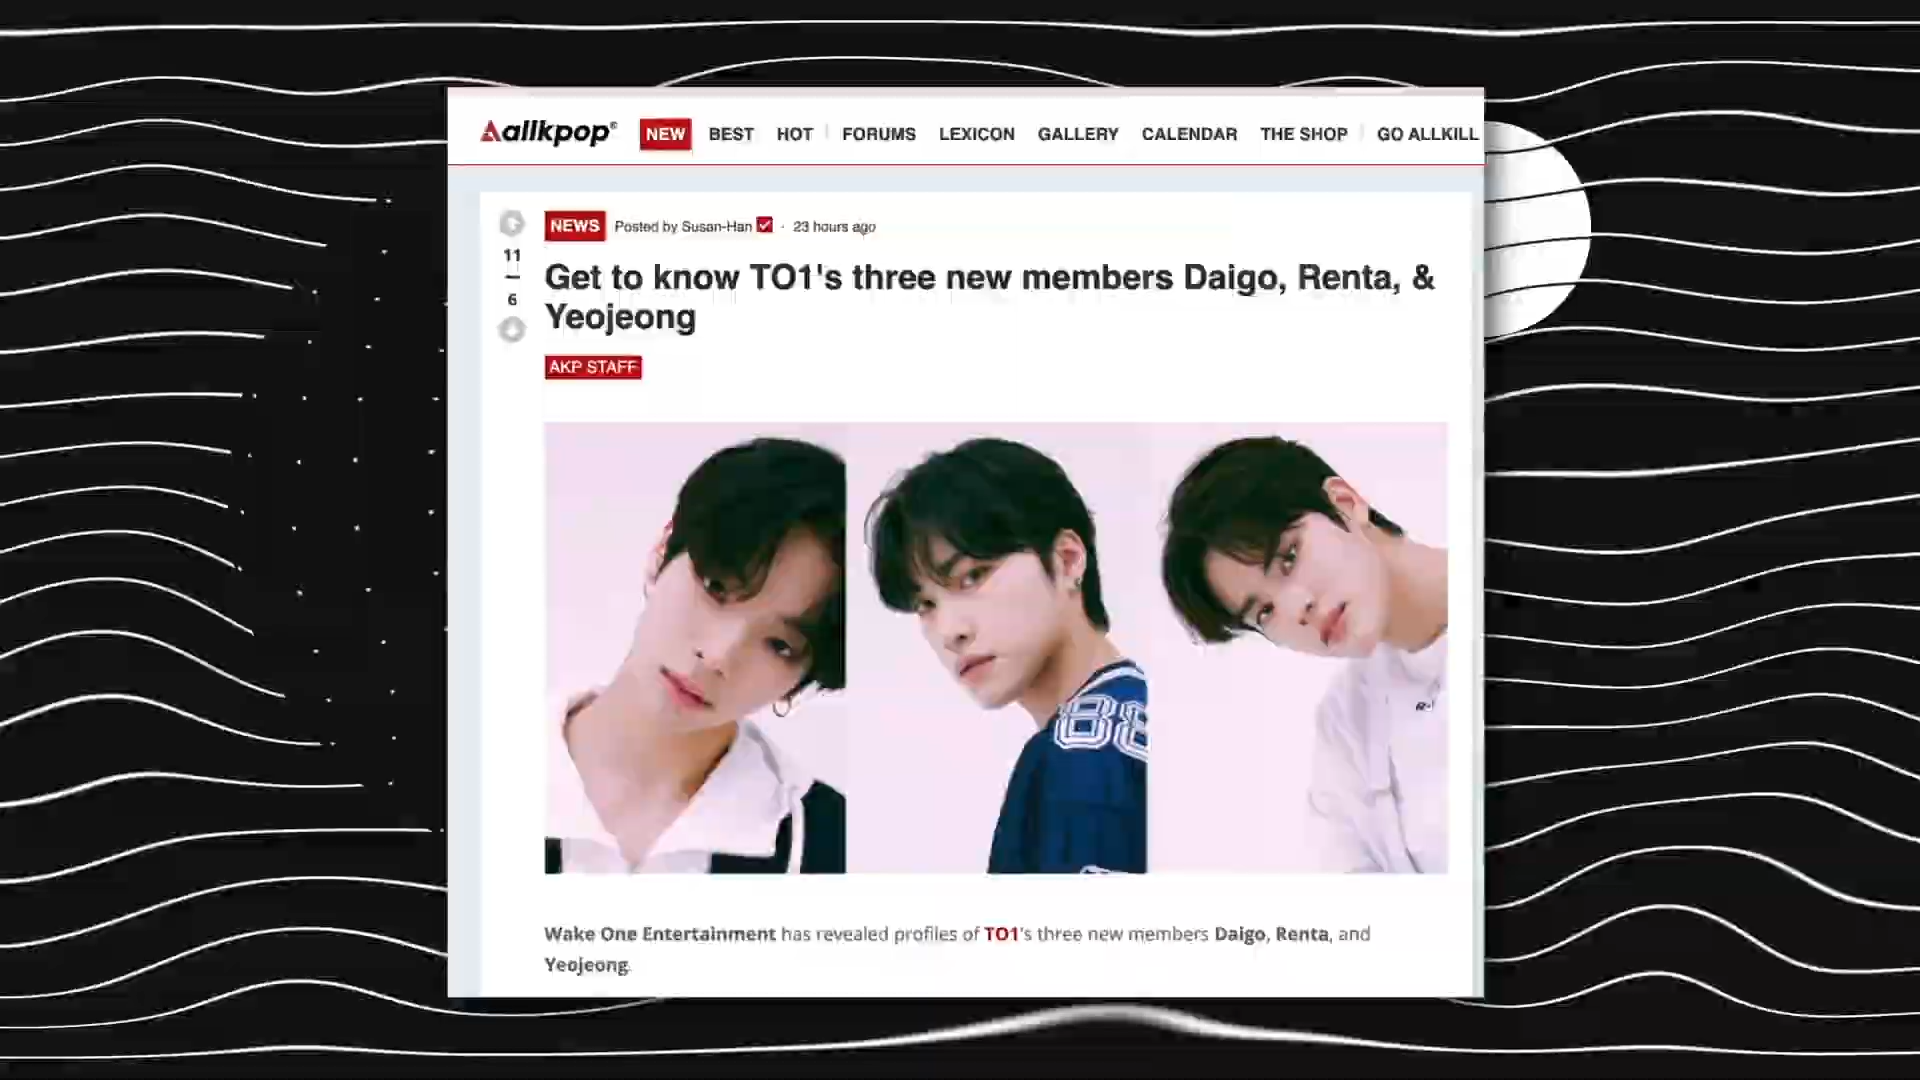 allkpop NEW BEST HOT FORUMS LEXICON GALLERY CALENDAR THE SHOP GO ALLKILL
NEWS Posted by Susan-Han · 23 hours ago
11
6
Get to know TO1's three new members Daigo, Renta, &
Yeojeong
AKP STAFF
88
Wake One Entertainment has revealed profiles of TO1's three new members Daigo, Renta, and
Yeojeong.